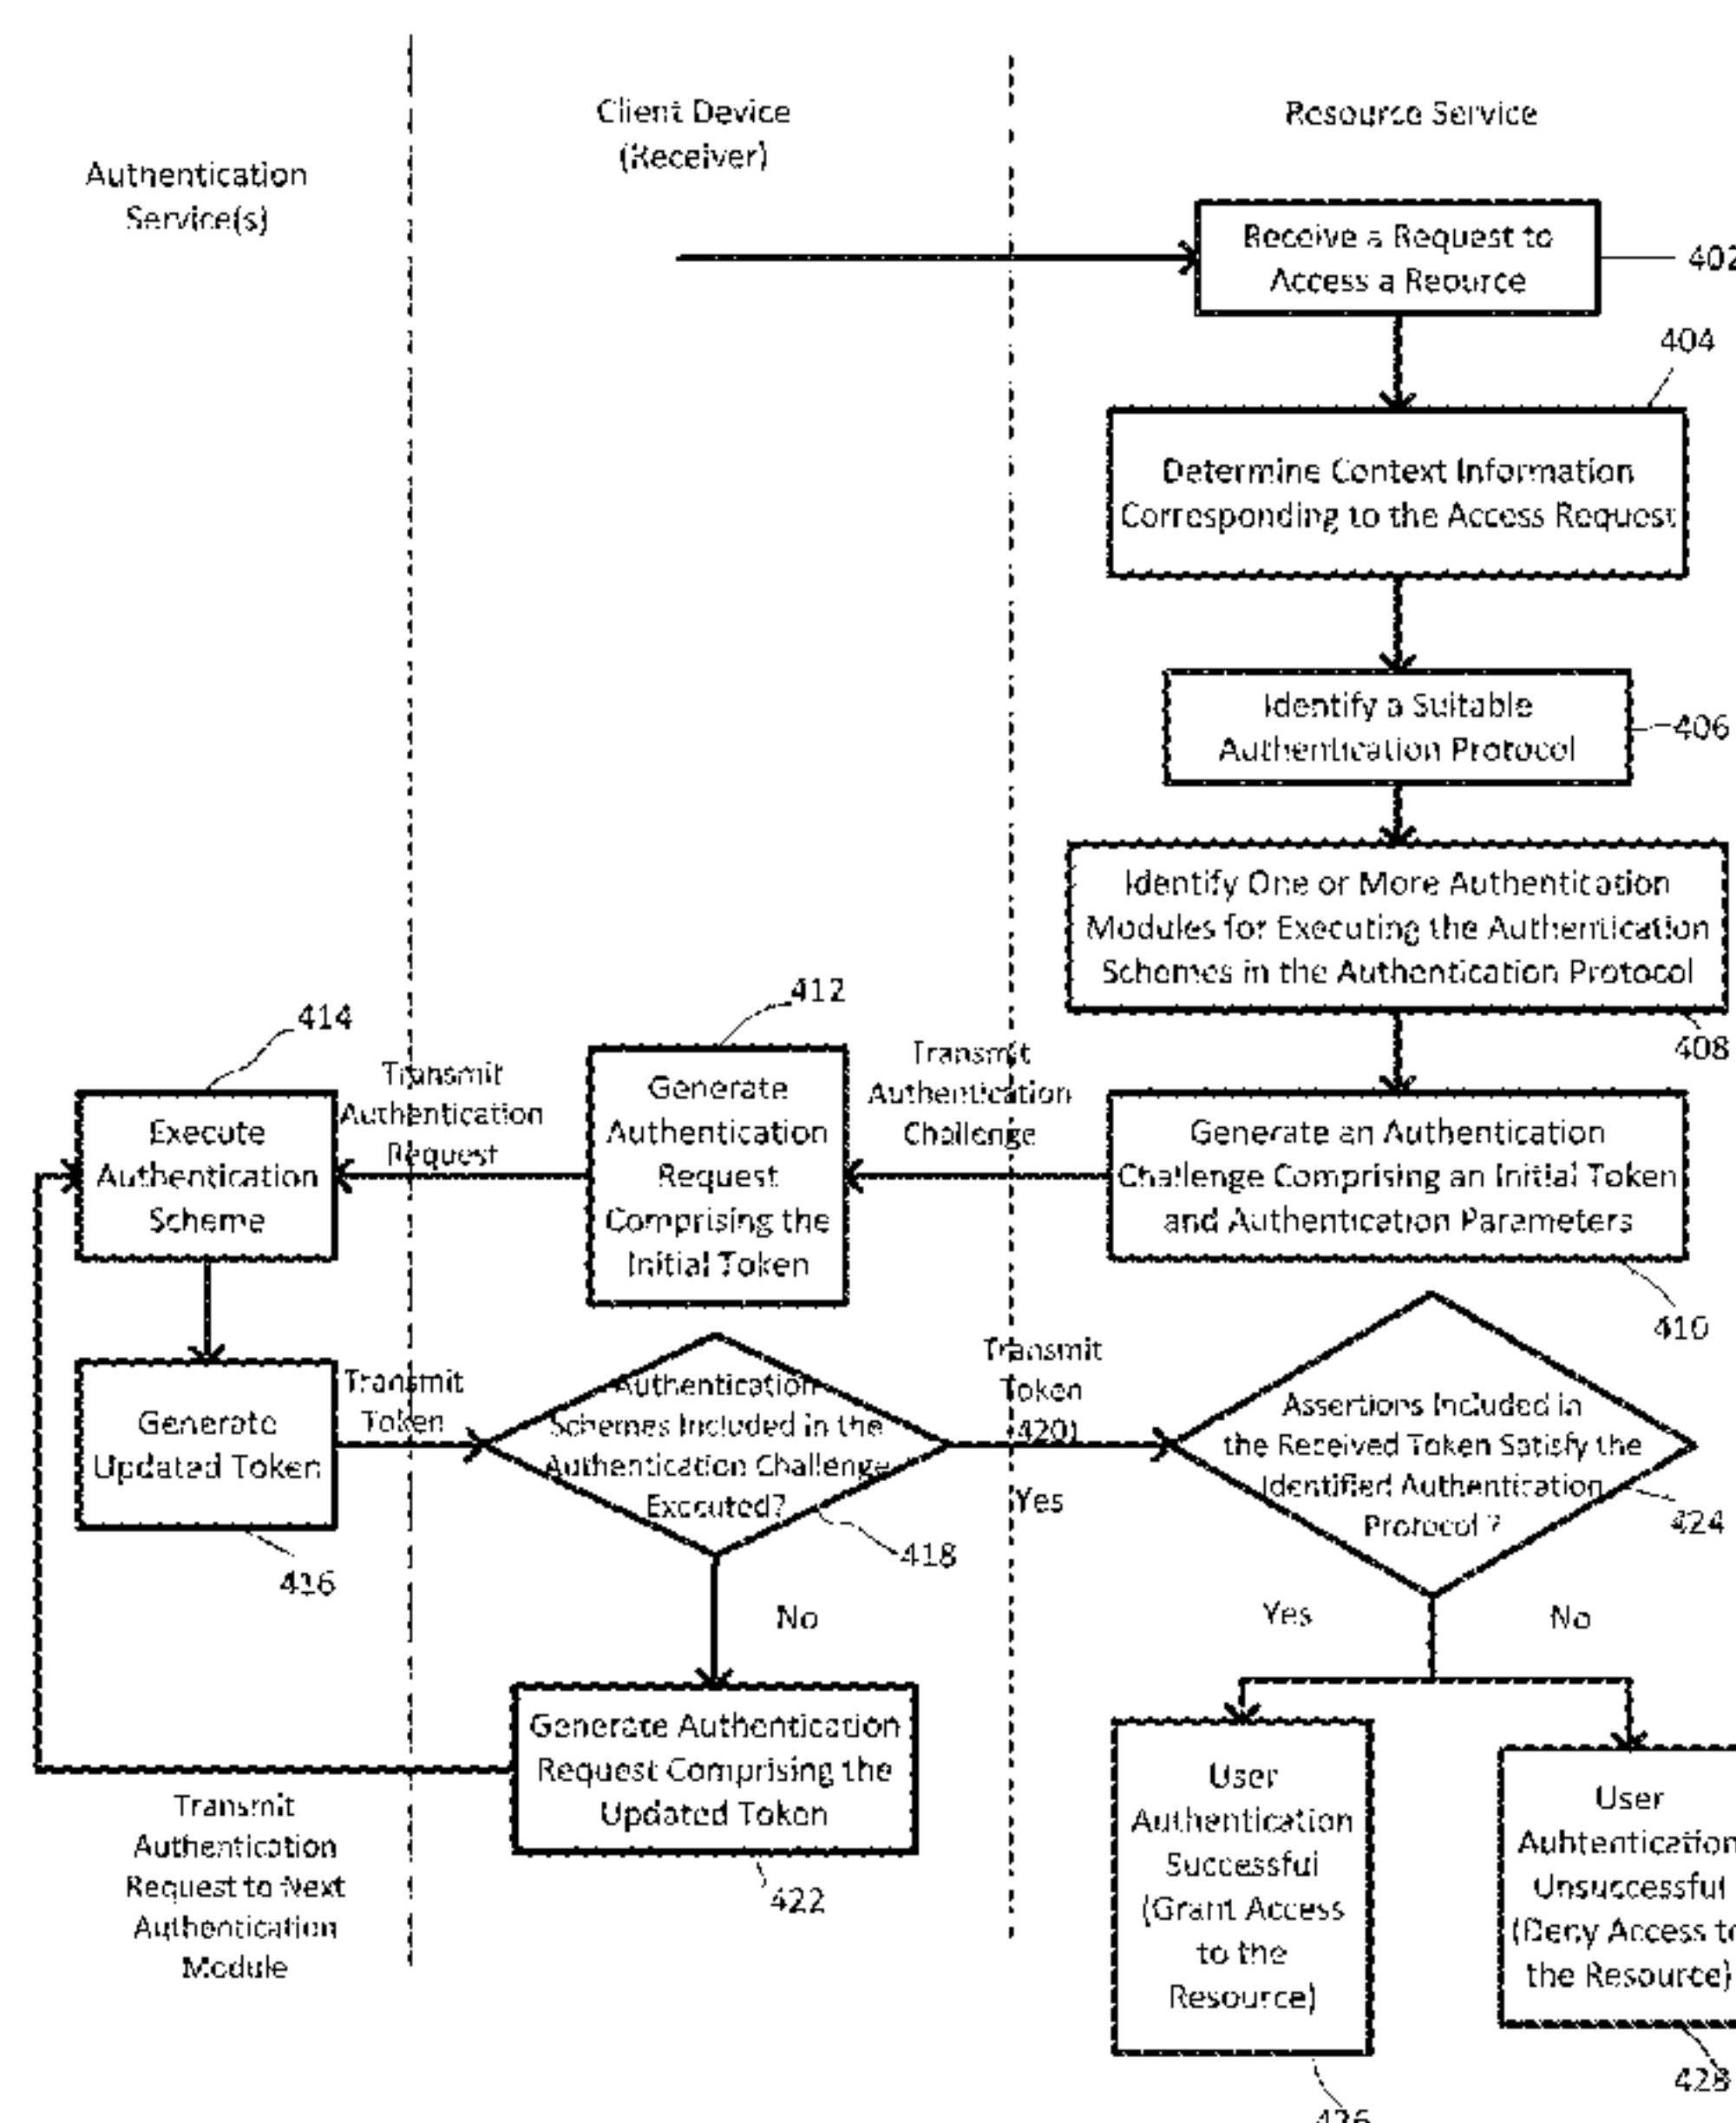 Authentication
Service(s)
Client Device
(Receiver)
Resource Service
Receive a Request to
Access a Reource
402
404
Determine Context Information
Corresponding to the Access Request
Identify a Suitable
Authentication Protocol
406
Identify One or More Authentication
Modules for Executing the Authentication
Schemes in the Authentication Protocol
408
414
Execute
Authentication
Scheme
Transmit
Authentication
Request
412
Generate
Authentication
Request
Comprising the
Initial Token
Transmit
Authentication
Challenge
Generate an Authentication
Challenge Comprising an Initial Token
and Authentication Parameters
410
Generate
Updated Token
416
Transmit
Token
Authentication
Schemes Included in the
Authentication Challenge
Executed?
418
Transmit
Token
420)
Yes
Assertions Included in
the Received Token Satisfy the
Identified Authentication
Protocol ?
424
No
Yes
No
Generate Authentication
Request Comprising the
Updated Token
422
Transmit
Authentication
Request to Next
Authentication
Module
User
Authentication
Successful
(Grant Access
to the
Resource)
426
User
Auhtentication
Unsuccessful
(Deny Access to
the Resource)
428